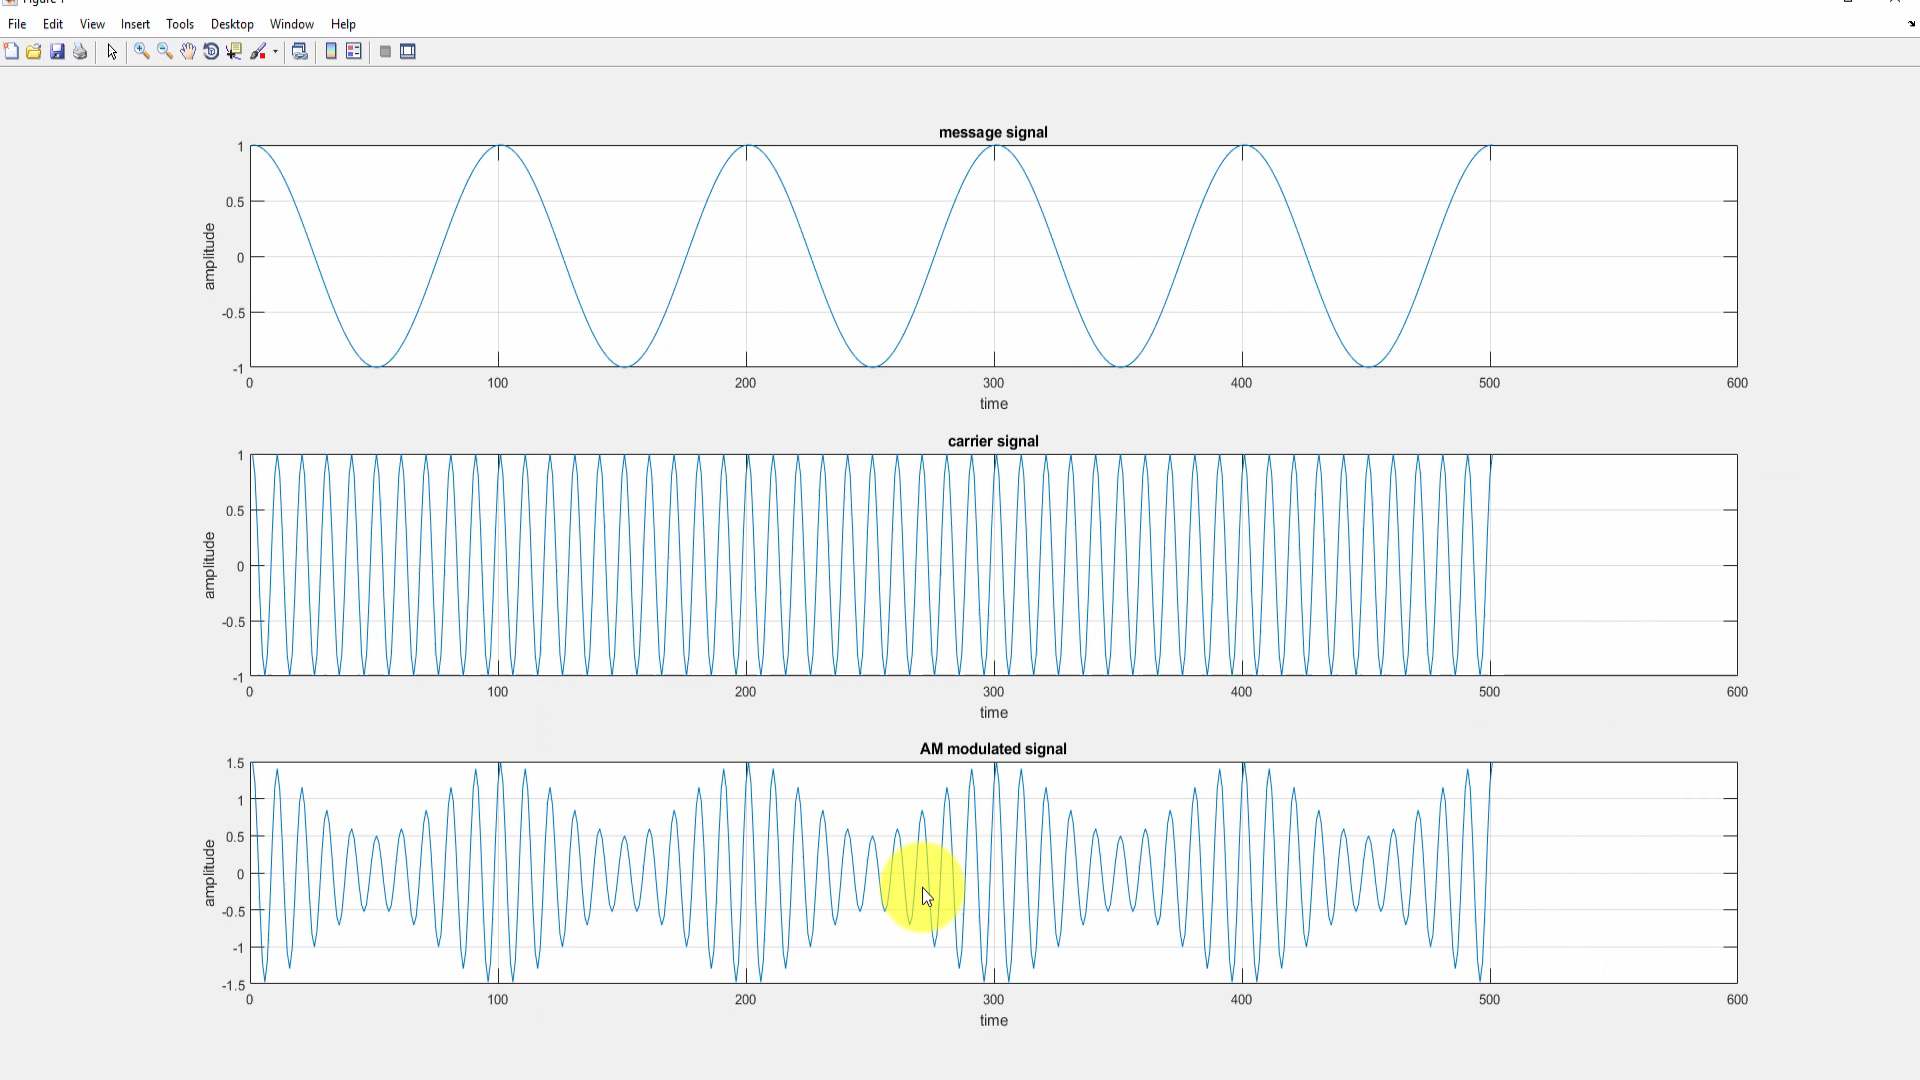 File Edit View Insert Tools Desktop Window Help
message signal
1
0.5
0
-0.5
-1
amplitude
0 100 200 300 400 500 600
time
carrier signal
1
0.5
0
-0.5
-1
amplitude
0 100 200 300 400 500 600
time
AM modulated signal
1.5
1
0.5
0
-0.5
-1
-1.5
amplitude
0 100 200 300 400 500 600
time